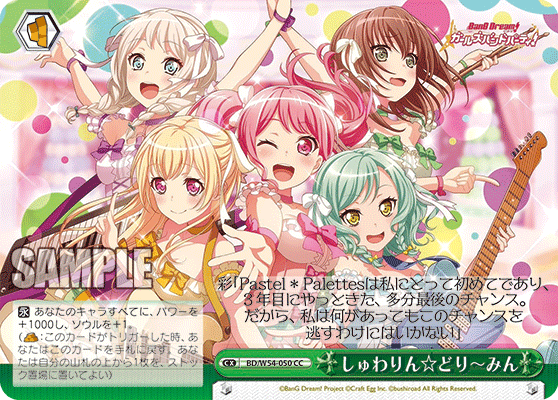 BanG Dream!
ガールズバンドパーティ!
SAMPLE
彩「Pastel＊Palettesは私にとって初めてであり、
3年目にやっときた、多分最後のチャンス。
だから、私は何があってもこのチャンスを
逃すわけにはいかない」
永 あなたのキャラすべてに、パワーを
＋1000し、ソウルを＋1。
（：このカードがトリガーした時、あ
なたはこのカードを手札に戻す。あな
たは自分の山札の上から1枚を、ストッ
ク置場に置いてよい）
CX BD/W54-050 CC
しゅわりん☆どり～みん
©BanG Dream! Project ©Craft Egg Inc. ©bushiroad All Rights Reserved.